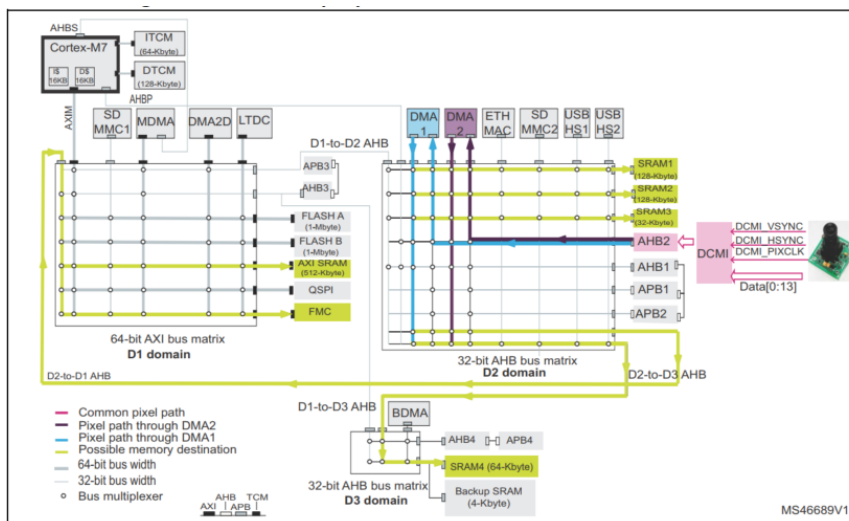 AHBS
Cortex-M7
I$
16KB
D$
16KB
ITCM
(64-Kbyte)
DTCM
(128-Kbyte)
AHBP
AXIM
SD
MMC1
MDMA
DMA2D
LTDC
D1-to-D2 AHB
APB3
AHB3
DMA
1
DMA
2
ETH
MAC
SD
MMC2
USB
HS1
USB
HS2
SRAM1
(128-Kbyte)
SRAM2
(128-Kbyte)
SRAM3
(32-Kbyte)
FLASH A
(1-Mbyte)
FLASH B
(1-Mbyte)
AXI SRAM
(512-Kbyte)
QSPI
FMC
AHB2
AHB1
APB1
APB2
DCMI
DCMI_VSYNC
DCMI_HSYNC
DCMI_PIXCLK
Data[0:13]
64-bit AXI bus matrix
D1 domain
32-bit AHB bus matrix
D2 domain
D2-to-D1 AHB
D2-to-D3 AHB
D1-to-D3 AHB
BDMA
AHB4
APB4
SRAM4 (64-Kbyte)
Backup SRAM
(4-Kbyte)
32-bit AHB bus matrix
D3 domain
Common pixel path
Pixel path through DMA2
Pixel path through DMA1
Possible memory destination
64-bit bus width
32-bit bus width
Bus multiplexer
AHB TCM
AXI APB
MS46689V1